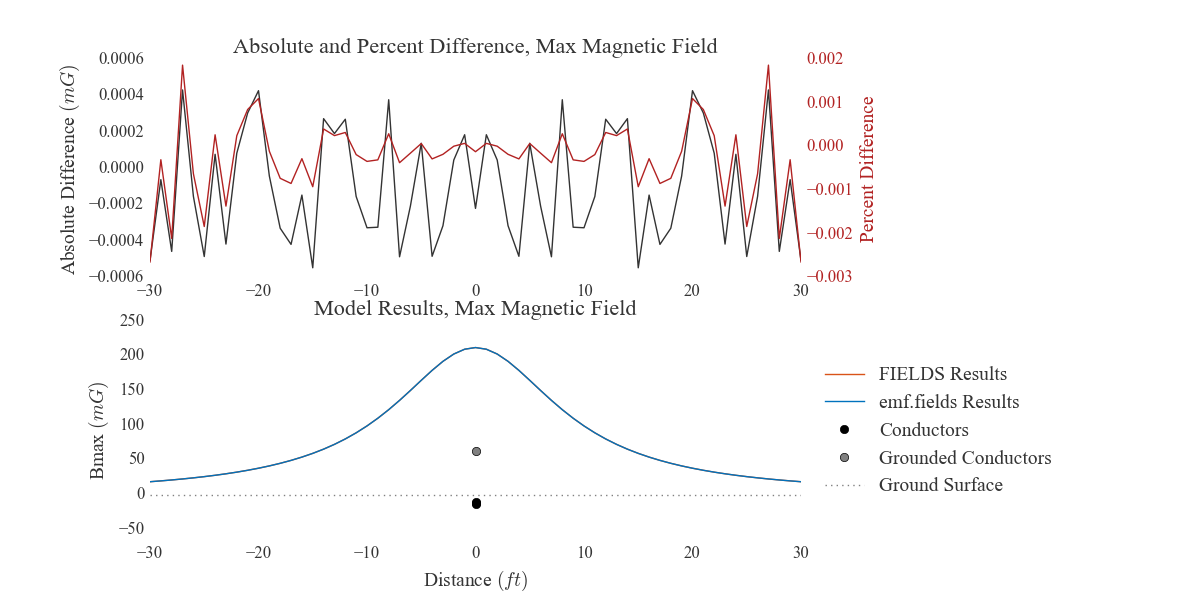 Absolute and Percent Difference, Max Magnetic Field
Absolute Difference (mG)
0.0006
0.0004
0.0002
0.0000
−0.0002
−0.0004
−0.0006
0.002
0.001
0.000
−0.001
−0.002
−0.003
Percent Difference
−30 −20 −10 0 10 20 30
Model Results, Max Magnetic Field
Bmax (mG)
250
200
150
100
50
0
−50
−30 −20 −10 0 10 20 30
Distance (ft)
FIELDS Results
emf.fields Results
Conductors
Grounded Conductors
Ground Surface